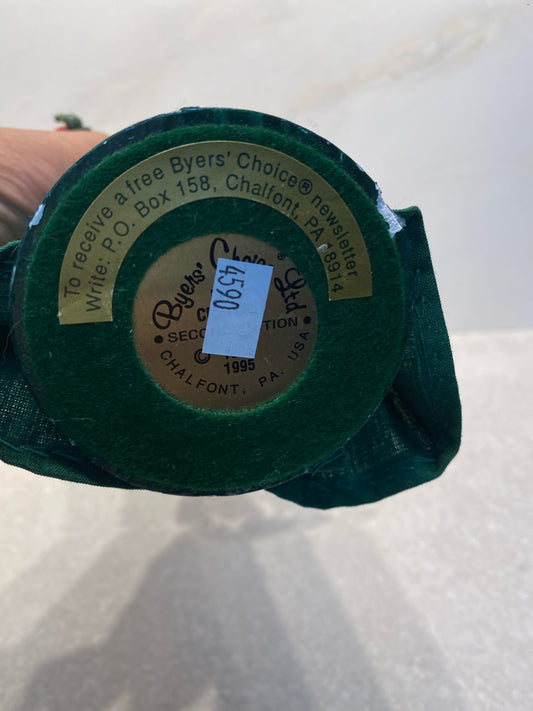 To receive a free Byers' Choice® newsletter
Write: P.O. Box 158, Chalfont, PA 18914
Byers' Choice® Ltd
4590
• SECOND EDITION •
©
1995
CHALFONT, PA. USA